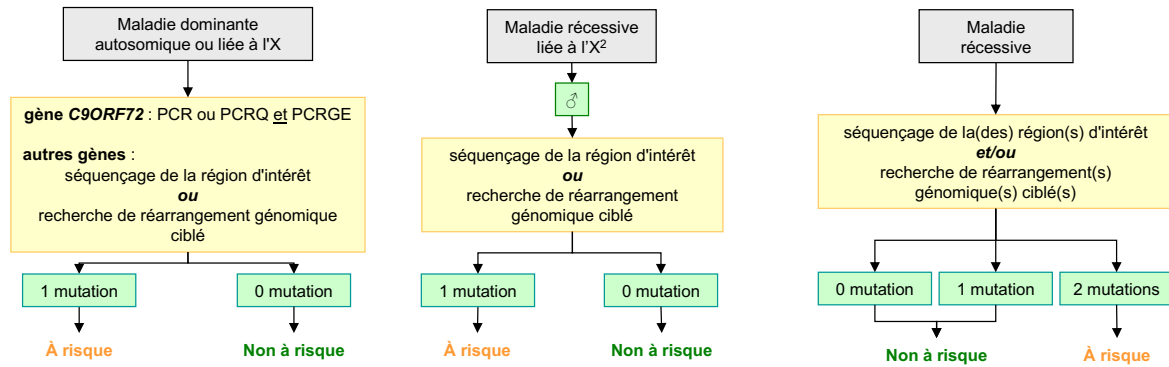 Maladie dominante
autosomique ou liée à l'X
gène C9ORF72 : PCR ou PCRQ et PCRGE
autres gènes :
séquençage de la région d'intérêt
ou
recherche de réarrangement génomique
ciblé
1 mutation
0 mutation
À risque
Non à risque
Maladie récessive
liée à l’X²
♂
séquençage de la région d'intérêt
ou
recherche de réarrangement
génomique ciblé
1 mutation
0 mutation
À risque
Non à risque
Maladie
récessive
séquençage de la(des) région(s) d'intérêt
et/ou
recherche de réarrangement(s)
génomique(s) ciblé(s)
0 mutation
1 mutation
2 mutations
Non à risque
À risque